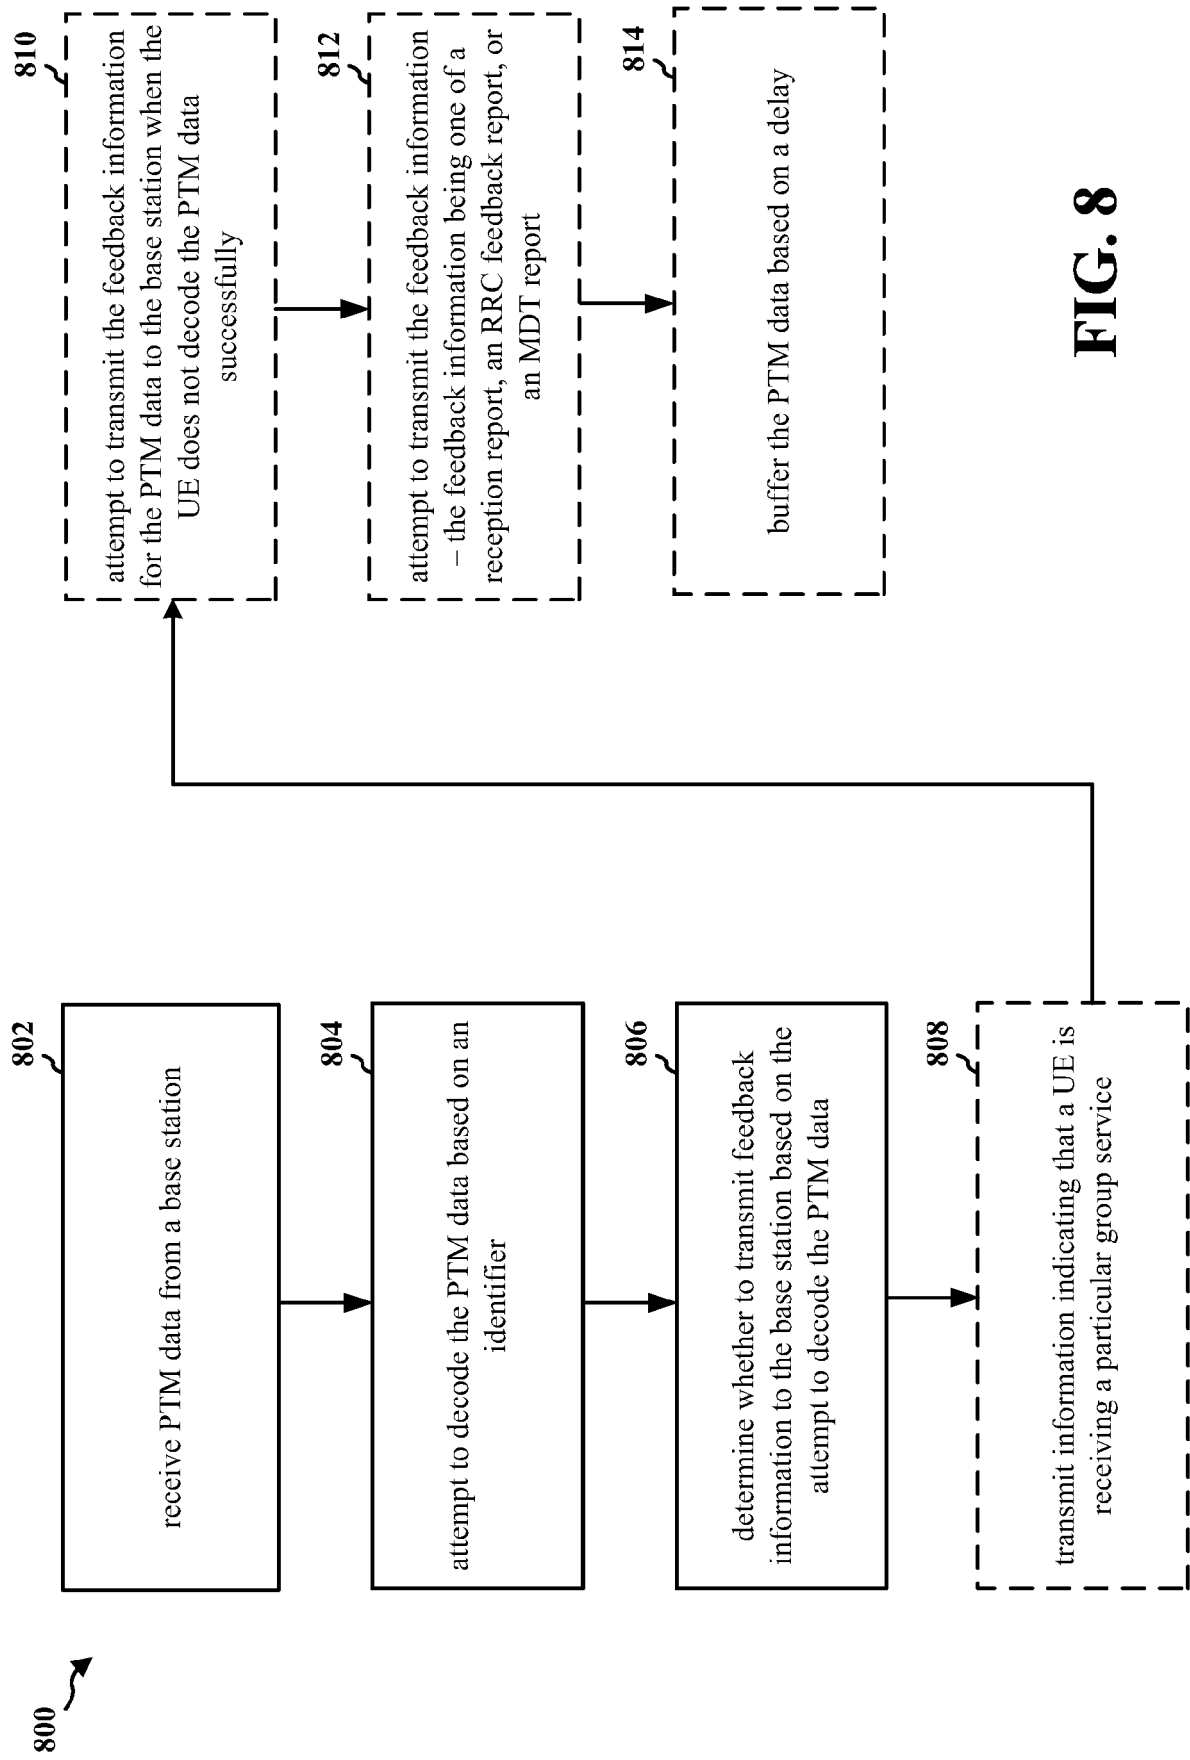 800
802
receive PTM data from a base station
804
attempt to decode the PTM data based on an
identifier
806
determine whether to transmit feedback
information to the base station based on the
attempt to decode the PTM data
808
transmit information indicating that a UE is
receiving a particular group service
810
attempt to transmit the feedback information
for the PTM data to the base station when the
UE does not decode the PTM data
successfully
812
attempt to transmit the feedback information
– the feedback information being one of a
reception report, an RRC feedback report, or
an MDT report
814
buffer the PTM data based on a delay
FIG. 8